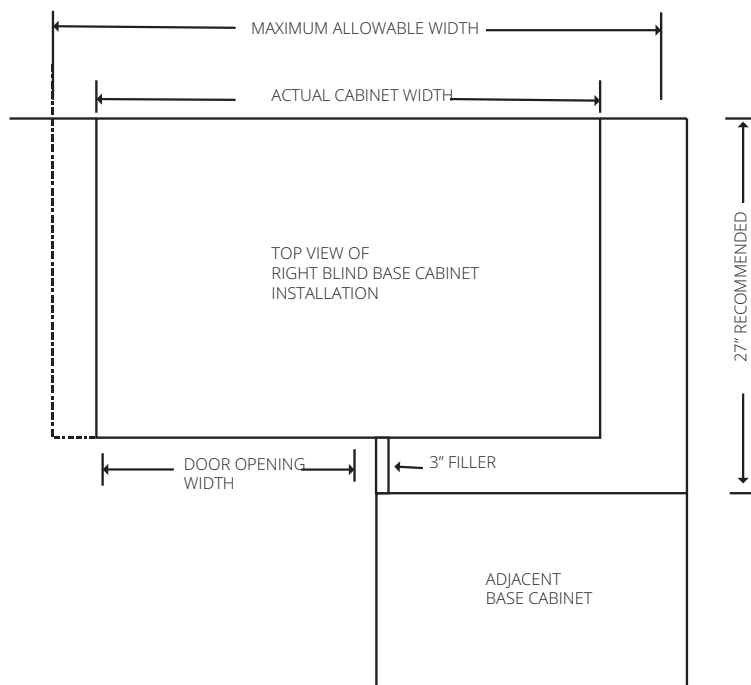 MAXIMUM ALLOWABLE WIDTH
ACTUAL CABINET WIDTH
TOP VIEW OF
RIGHT BLIND BASE CABINET
INSTALLATION
27” RECOMMENDED
DOOR OPENING
WIDTH
3” FILLER
ADJACENT
BASE CABINET